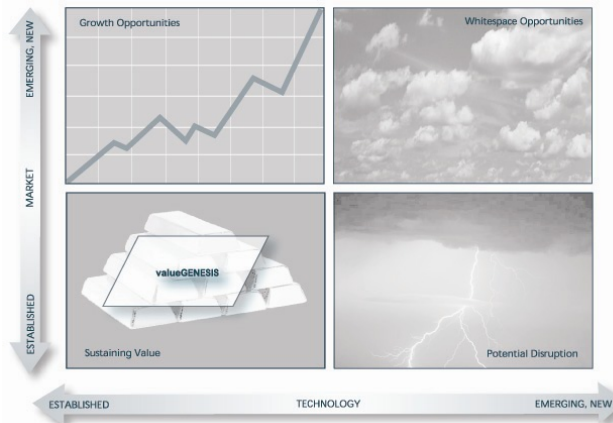 Growth Opportunities
Whitespace Opportunities
EMERGING, NEW
MARKET
ESTABLISHED
valueGENESIS
Sustaining Value
Potential Disruption
ESTABLISHED
TECHNOLOGY
EMERGING, NEW